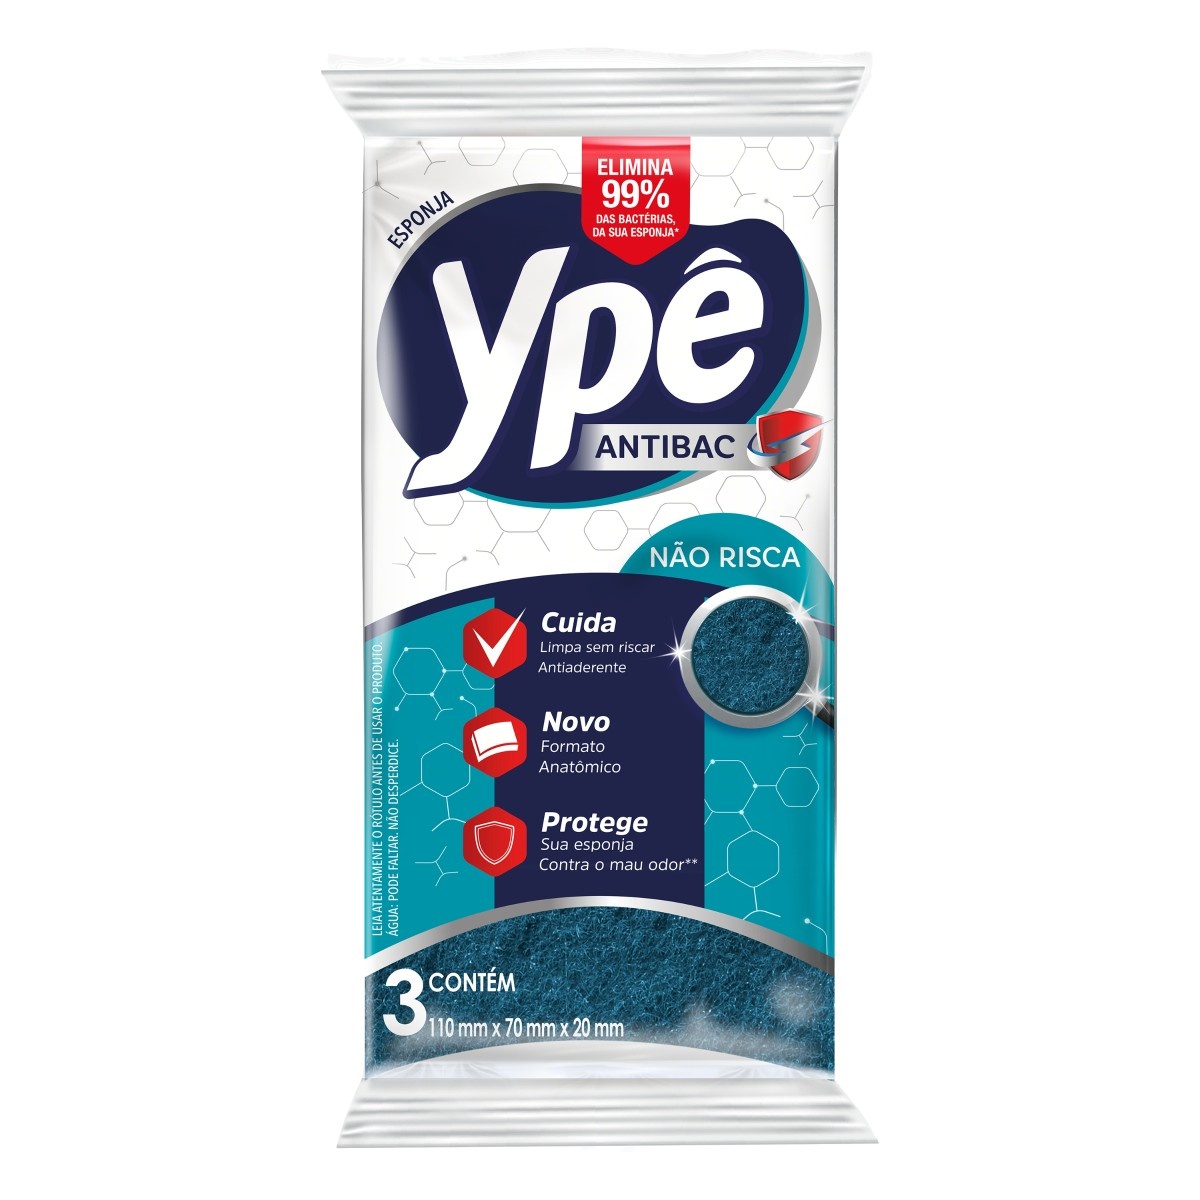 ELIMINA
99%
DAS BACTÉRIAS,
DA SUA ESPONJA*
ESPONJA
Ypê
ANTIBAC
NÃO RISCA
Cuida
Limpa sem riscar
Antiaderente
Novo
Formato
Anatômico
Protege
Sua esponja
Contra o mau odor**
LEIA ATENTAMENTE O RÓTULO ANTES DE USAR O PRODUTO.
ÁGUA: PODE FALTAR. NÃO DESPERDICE.
3 CONTÉM
110 mm x 70 mm x 20 mm